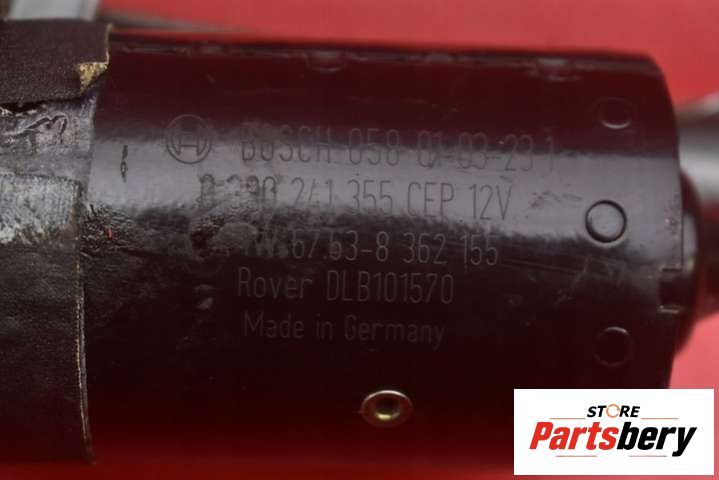 BOSCH 058 01-03-23 1
0 390 241 355 CEP 12V
67.63-8 362 155
Rover DLB101570
Made in Germany
STORE
Partsbery